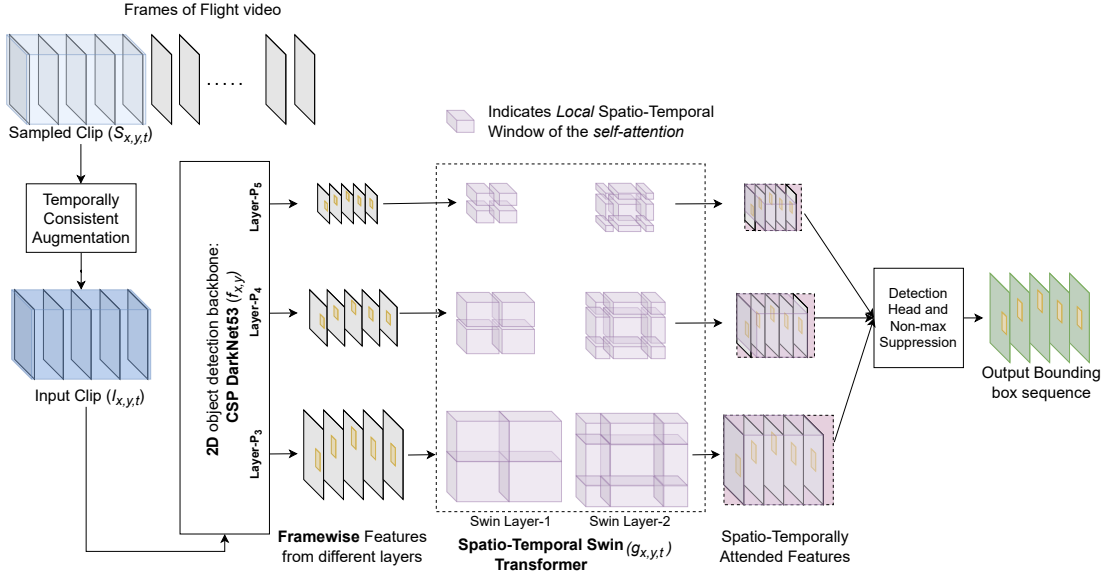 Frames of Flight video
.....
Sampled Clip (Sx,y,t)
Indicates Local Spatio-Temporal
Window of the self-attention
Temporally
Consistent
Augmentation
Input Clip (Ix,y,t)
2D object detection backbone:
CSP DarkNet53 (fx,y)
Layer-P5
Layer-P4
Layer-P3
Framewise Features
from different layers
Swin Layer-1
Swin Layer-2
Spatio-Temporal Swin (gx,y,t)
Transformer
Spatio-Temporally
Attended Features
Detection
Head and
Non-max
Suppression
Output Bounding
box sequence